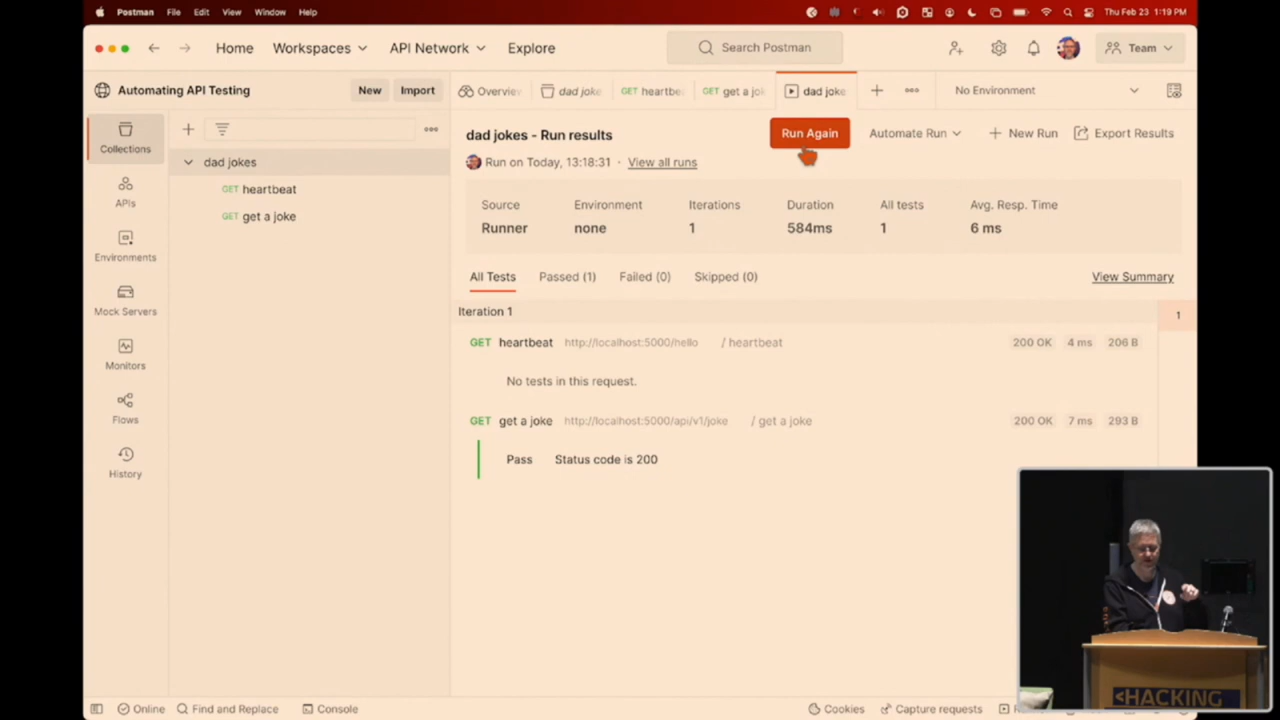 Postman File Edit View Window Help Thu Feb 23 1:19 PM
Home Workspaces API Network Explore Search Postman Team
Automating API Testing New Import Overvie dad joke GET heartbe GET get a jok dad joke No Environment
Collections
APIs
Environments
Mock Servers
Monitors
Flows
History
dad jokes
GET heartbeat
GET get a joke
dad jokes - Run results Run Again Automate Run New Run Export Results
Run on Today, 13:18:31 · View all runs
Source Environment Iterations Duration All tests Avg. Resp. Time
Runner none 1 584ms 1 6 ms
All Tests Passed (1) Failed (0) Skipped (0) View Summary
Iteration 1 1
GET heartbeat http://localhost:5000/hello / heartbeat 200 OK 4 ms 206 B
No tests in this request.
GET get a joke http://localhost:5000/api/v1/joke / get a joke 200 OK 7 ms 293 B
Pass Status code is 200
<HACKING
Online Find and Replace Console Cookies Capture requests